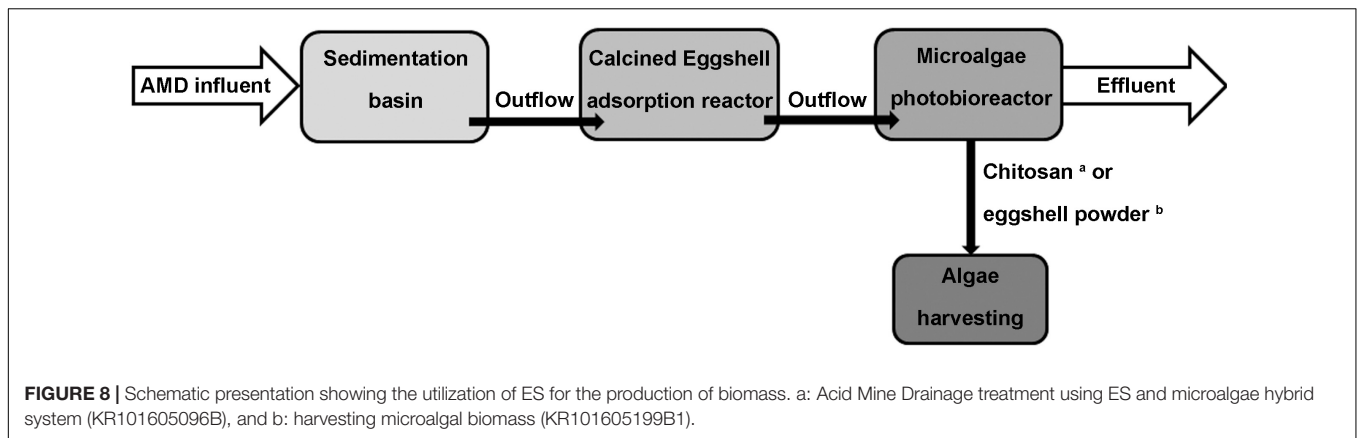 AMD influent
Sedimentation
basin
Outflow
Calcined Eggshell
adsorption reactor
Outflow
Microalgae
photobioreactor
Effluent
Chitosan ᵃ or
eggshell powder ᵇ
Algae
harvesting
FIGURE 8 | Schematic presentation showing the utilization of ES for the production of biomass. a: Acid Mine Drainage treatment using ES and microalgae hybrid
system (KR101605096B), and b: harvesting microalgal biomass (KR101605199B1).